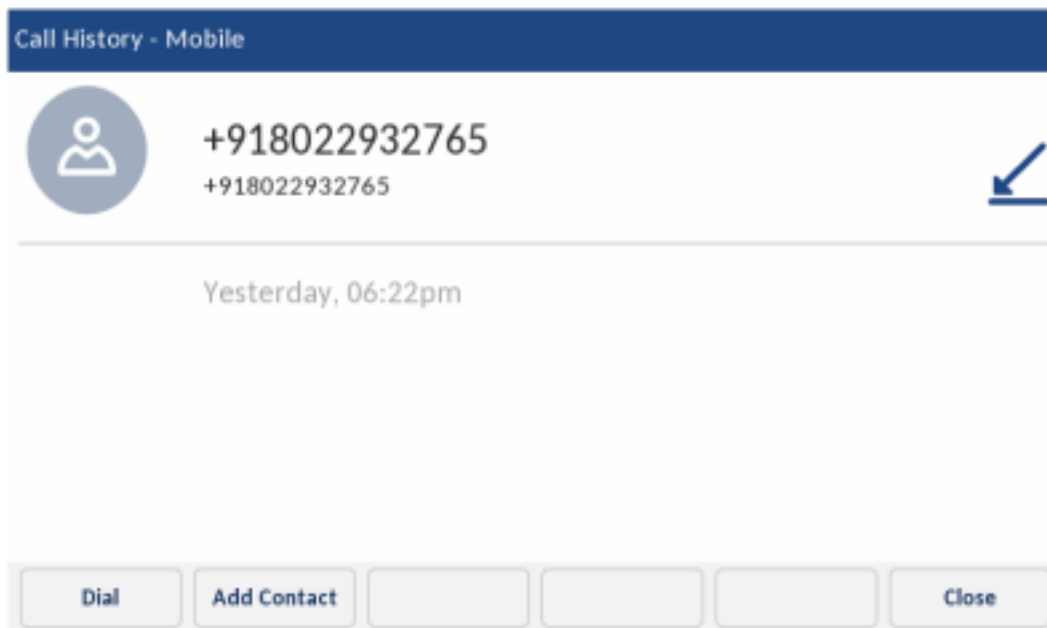 Call History - Mobile
+918022932765
+918022932765
Yesterday, 06:22pm
Dial
Add Contact
Close